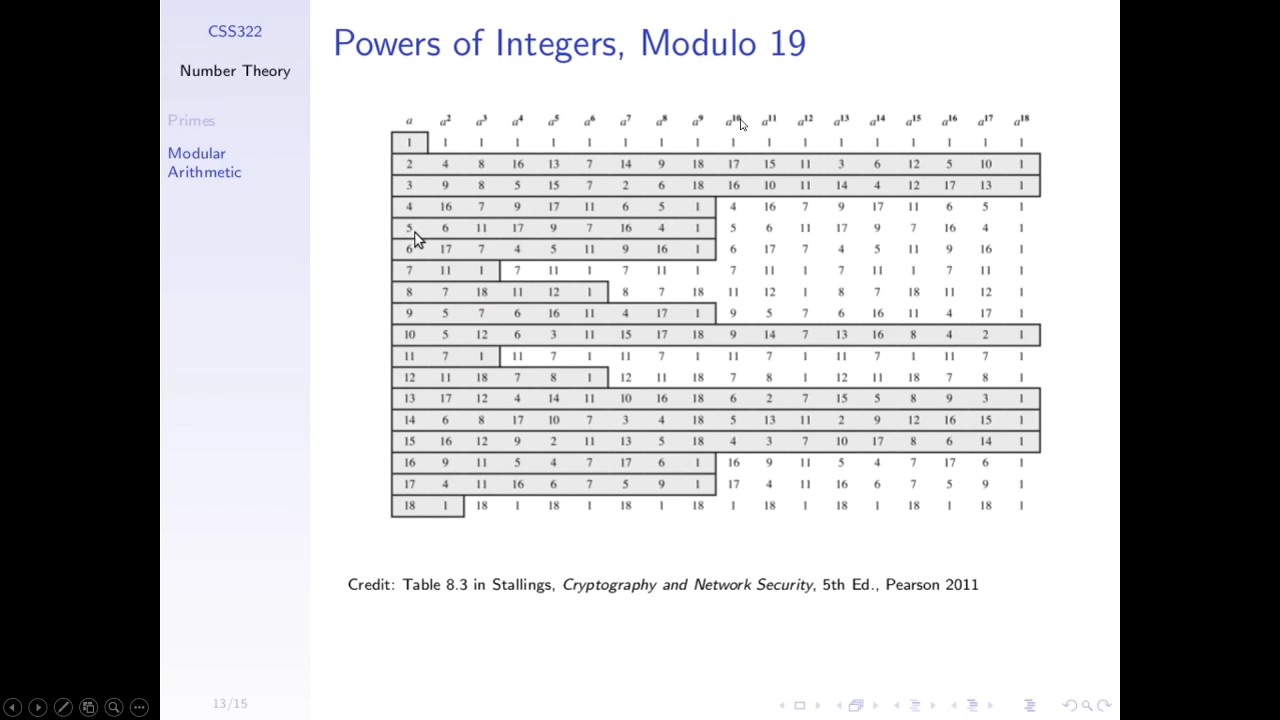 CSS322
Number Theory
Primes
Modular
Arithmetic
Powers of Integers, Modulo 19
a a² a³ a⁴ a⁵ a⁶ a⁷ a⁸ a⁹ a¹⁰ a¹¹ a¹² a¹³ a¹⁴ a¹⁵ a¹⁶ a¹⁷ a¹⁸
1 1 1 1 1 1 1 1 1 1 1 1 1 1 1 1 1 1
2 4 8 16 13 7 14 9 18 17 15 11 3 6 12 5 10 1
3 9 8 5 15 7 2 6 18 16 10 11 14 4 12 17 13 1
4 16 7 9 17 11 6 5 1 4 16 7 9 17 11 6 5 1
5 6 11 17 9 7 16 4 1 5 6 11 17 9 7 16 4 1
6 17 7 4 5 11 9 16 1 6 17 7 4 5 11 9 16 1
7 11 1 7 11 1 7 11 1 7 11 1 7 11 1 7 11 1
8 7 18 11 12 1 8 7 18 11 12 1 8 7 18 11 12 1
9 5 7 6 16 11 4 17 1 9 5 7 6 16 11 4 17 1
10 5 12 6 3 11 15 17 18 9 14 7 13 16 8 4 2 1
11 7 1 11 7 1 11 7 1 11 7 1 11 7 1 11 7 1
12 11 18 7 8 1 12 11 18 7 8 1 12 11 18 7 8 1
13 17 12 4 14 11 10 16 18 6 2 7 15 5 8 9 3 1
14 6 8 17 10 7 3 4 18 5 13 11 2 9 12 16 15 1
15 16 12 9 2 11 13 5 18 4 3 7 10 17 8 6 14 1
16 9 11 5 4 7 17 6 1 16 9 11 5 4 7 17 6 1
17 4 11 16 6 7 5 9 1 17 4 11 16 6 7 5 9 1
18 1 18 1 18 1 18 1 18 1 18 1 18 1 18 1 18 1
Credit: Table 8.3 in Stallings, Cryptography and Network Security, 5th Ed., Pearson 2011
13/15